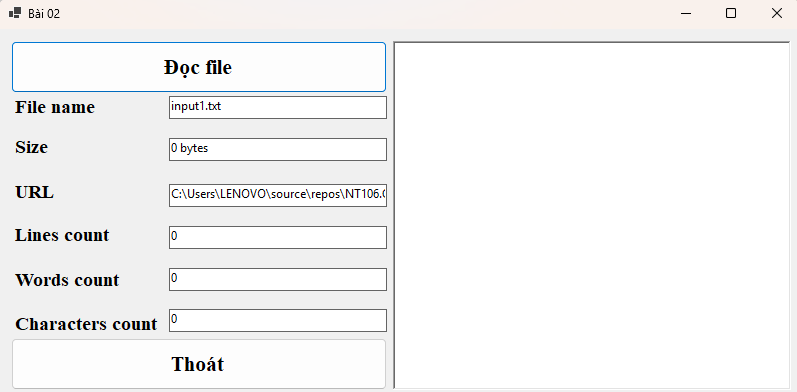 Bài 02
Đọc file
File name
input1.txt
Size
0 bytes
URL
C:\Users\LENOVO\source\repos\NT106.
Lines count
0
Words count
0
Characters count
0
Thoát